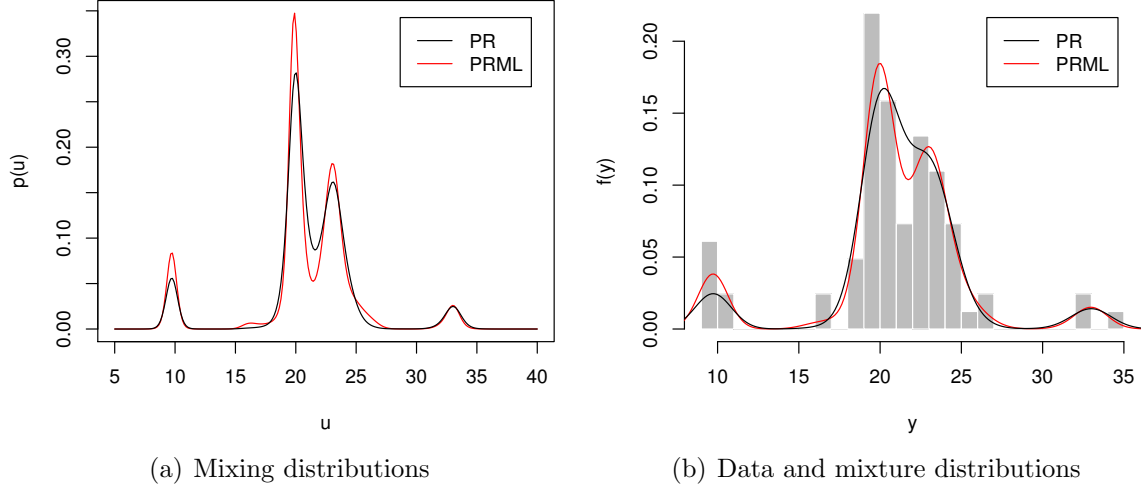 PR
PRML
p(u)
0.00
0.10
0.20
0.30
5
10
15
20
25
30
35
40
u
(a) Mixing distributions
PR
PRML
f(y)
0.00
0.05
0.10
0.15
0.20
10
15
20
25
30
35
y
(b) Data and mixture distributions